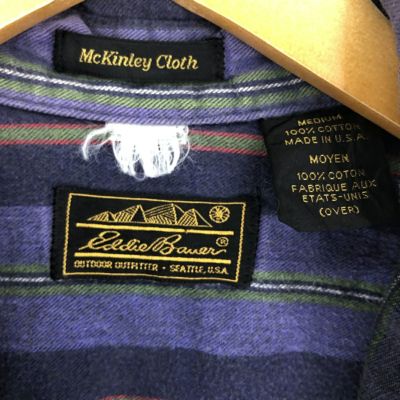 McKinley Cloth
MEDIUM
100% COTTON
MADE IN U.S.A.
MOYEN
100% COTON
FABRIQUE AUX
ETATS-UNIS
(OVER)
Eddie Bauer®
OUTDOOR OUTFITTER • SEATTLE, U.S.A.